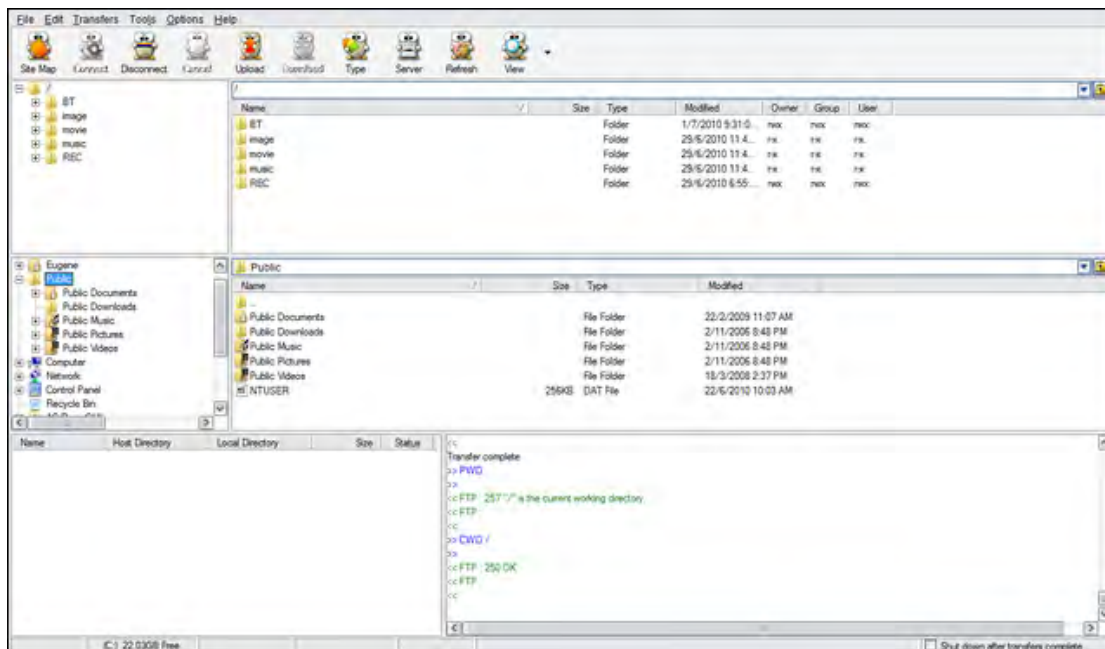 File Edit Transfers Tools Options Help
Site Map Connect Disconnect Cancel Upload Download Type Server Refresh View
/
BT
image
movie
music
REC
/
Name Size Type Modified Owner Group User
BT Folder 1/7/2010 9:31:0... rwx rwx rwx
image Folder 29/6/2010 11:4...
movie Folder 29/6/2010 11:4...
music Folder 29/6/2010 11:4...
REC Folder 29/6/2010 6:55:... rwx rwx rwx
Eugene
Public
Public Documents
Public Downloads
Public Music
Public Pictures
Public Videos
Computer
Network
Control Panel
Recycle Bin
Public
Name Size Type Modified
..
Public Documents File Folder 22/2/2009 11:07 AM
Public Downloads File Folder 2/11/2006 8:48 PM
Public Music File Folder 2/11/2006 8:48 PM
Public Pictures File Folder 2/11/2006 8:48 PM
Public Videos File Folder 18/3/2008 2:37 PM
NTUSER 256KB DAT File 22/6/2010 10:03 AM
Name Host Directory Local Directory Size Status
<<
Transfer complete
>> PWD
>>
<< FTP : 257 "/" is the current working directory
<< FTP
<<
>> CWD /
>>
<< FTP : 250 OK
<< FTP
<<
(C:) 22.03GB Free
Shut down after transfers complete